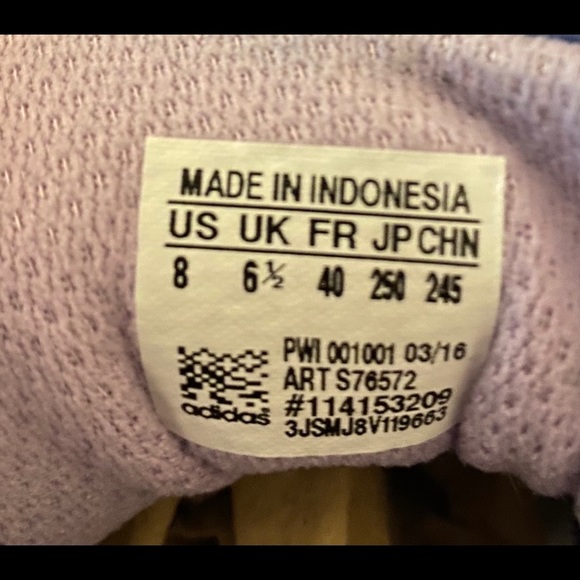 MADE IN INDONESIA
US UK FR JP CHN
8 6½ 40 250 245
PWI 001001 03/16
ART S76572
#114153209
3JSMJ8V119663
adidas